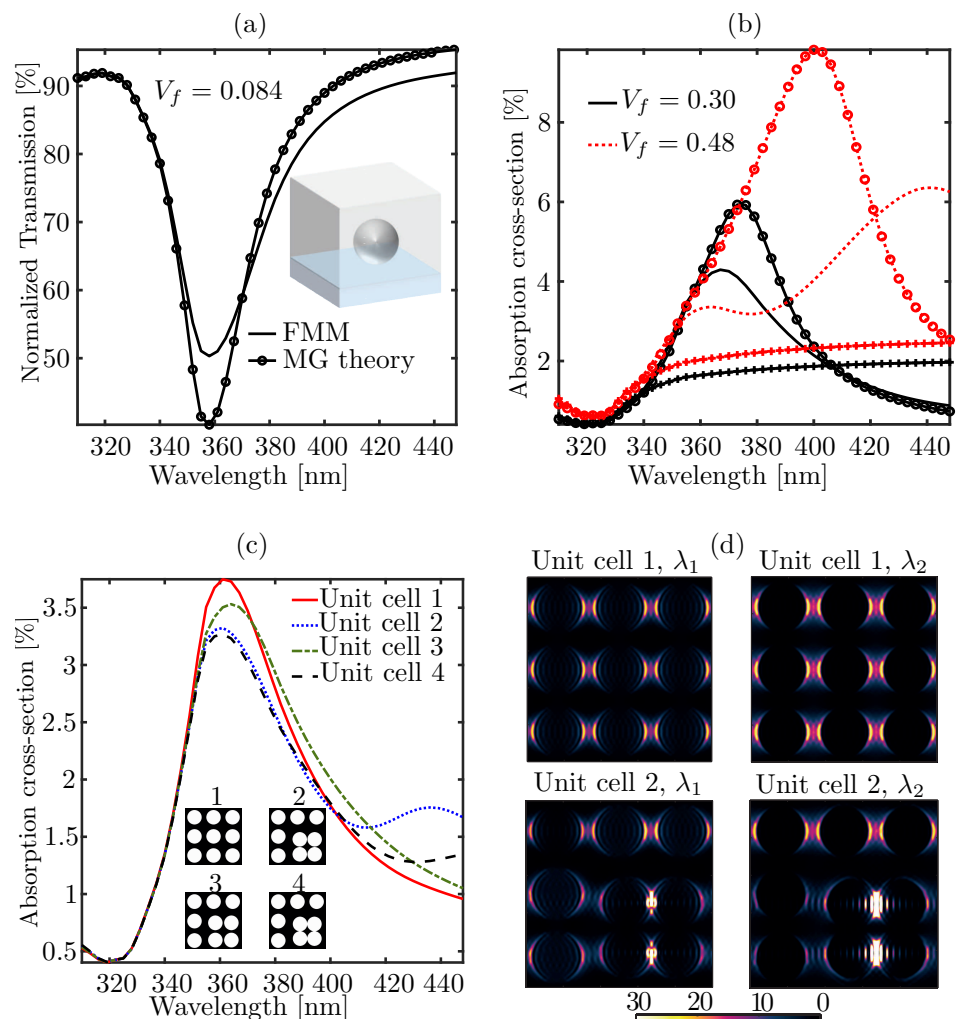 (a)
Normalized Transmission [%]
90
80
70
60
50
V_f = 0.084
FMM
MG theory
320 340 360 380 400 420 440
Wavelength [nm]
(b)
Absorption cross-section [%]
8
6
4
2
V_f = 0.30
V_f = 0.48
320 340 360 380 400 420 440
Wavelength [nm]
(c)
Absorption cross-section [%]
3.5
3
2.5
2
1.5
1
0.5
Unit cell 1
Unit cell 2
Unit cell 3
Unit cell 4
1 2
3 4
320 340 360 380 400 420 440
Wavelength [nm]
(d)
Unit cell 1, λ₁
Unit cell 1, λ₂
Unit cell 2, λ₁
Unit cell 2, λ₂
30 20 10 0